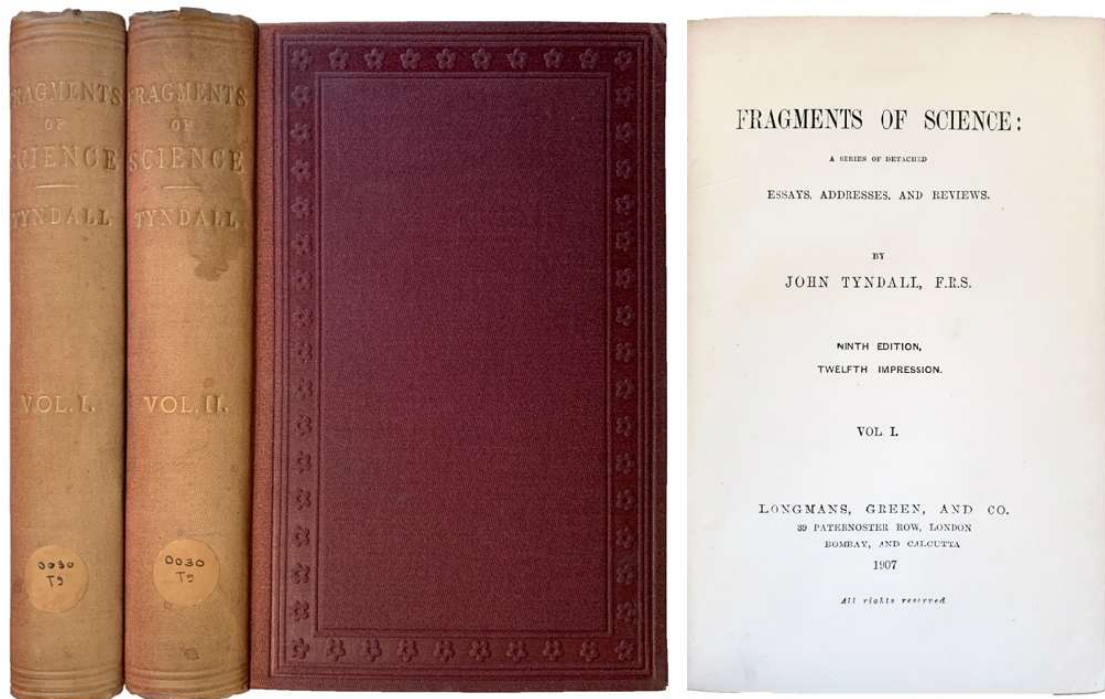 FRAGMENTS
OF
SCIENCE
TYNDALL
VOL. I.
0030
T9
FRAGMENTS
OF
SCIENCE
TYNDALL
VOL. II.
0030
T9
FRAGMENTS OF SCIENCE:
A SERIES OF DETACHED
ESSAYS, ADDRESSES, AND REVIEWS.
BY
JOHN TYNDALL, F.R.S.
NINTH EDITION,
TWELFTH IMPRESSION.
VOL. I.
LONGMANS, GREEN, AND CO.
39 PATERNOSTER ROW, LONDON
BOMBAY, AND CALCUTTA
1907
All rights reserved